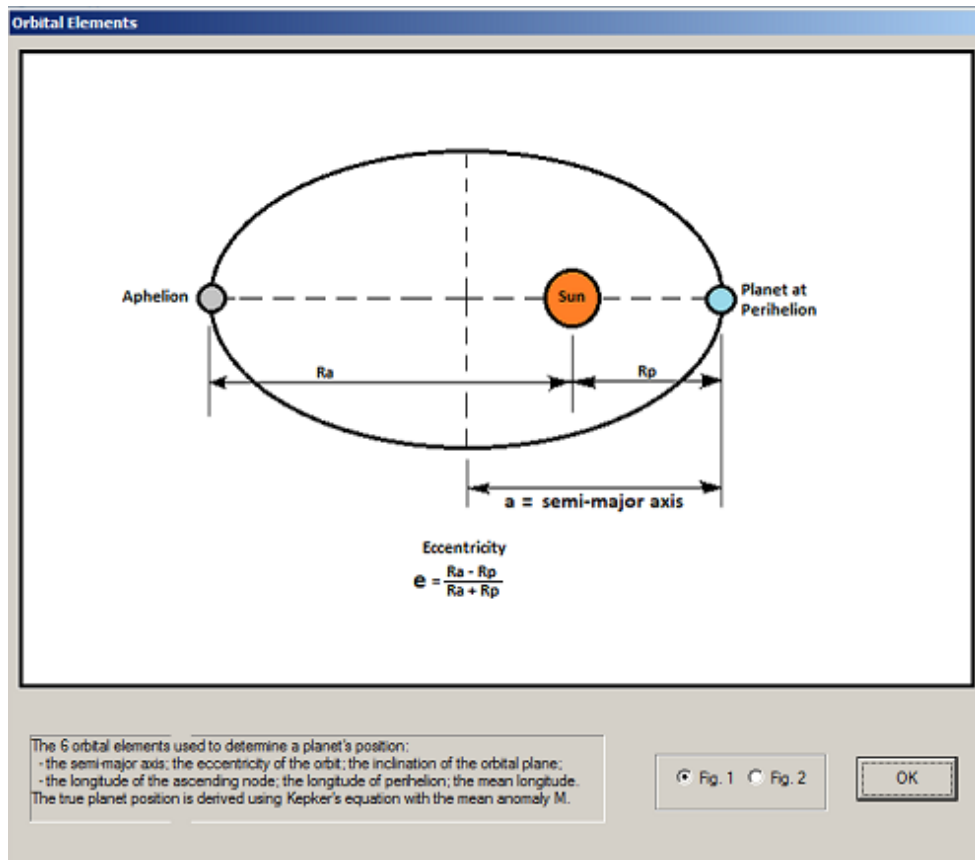 Orbital Elements
Aphelion
Sun
Planet at
Perihelion
Ra
Rp
a = semi-major axis
Eccentricity
e = Ra - Rp
Ra + Rp
The 6 orbital elements used to determine a planet's position:
- the semi-major axis; the eccentricity of the orbit; the inclination of the orbital plane;
- the longitude of the ascending node; the longitude of perihelion; the mean longitude.
The true planet position is derived using Kepker's equation with the mean anomaly M.
Fig. 1 Fig. 2
OK